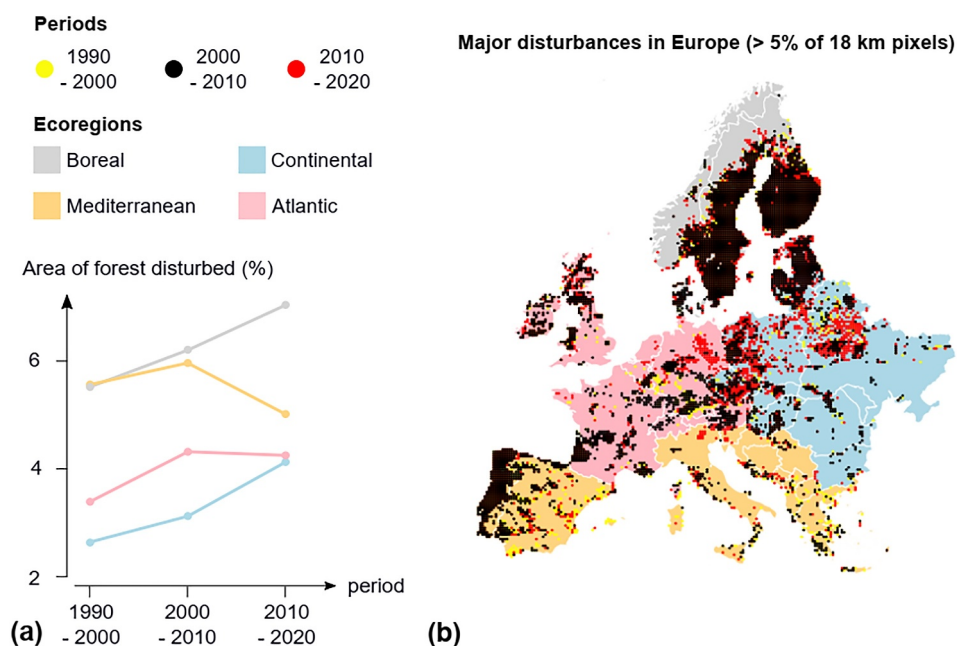 Periods
1990 - 2000
2000 - 2010
2010 - 2020
Ecoregions
Boreal
Continental
Mediterranean
Atlantic
Area of forest disturbed (%)
6
4
2
period
1990 - 2000
2000 - 2010
2010 - 2020
(a)
Major disturbances in Europe (> 5% of 18 km pixels)
(b)